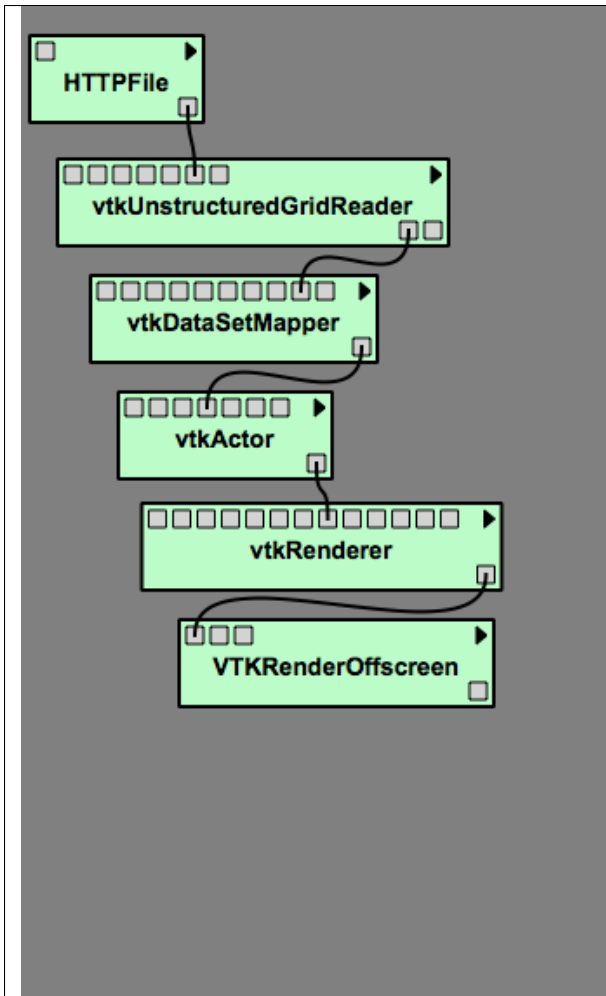 HTTPFile
vtkUnstructuredGridReader
vtkDataSetMapper
vtkActor
vtkRenderer
VTKRenderOffscreen